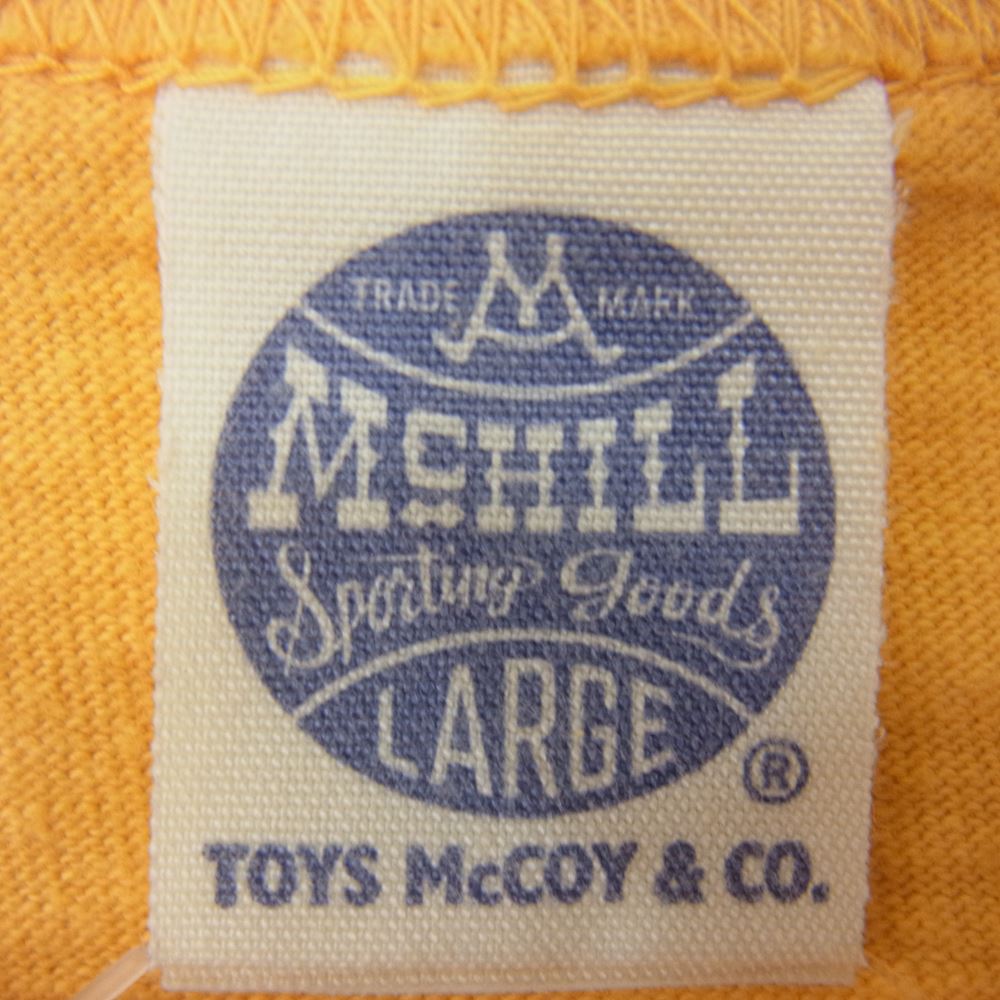 TRADE M MARK
McHILL
Sporting Goods
LARGE
®
TOYS McCOY & CO.